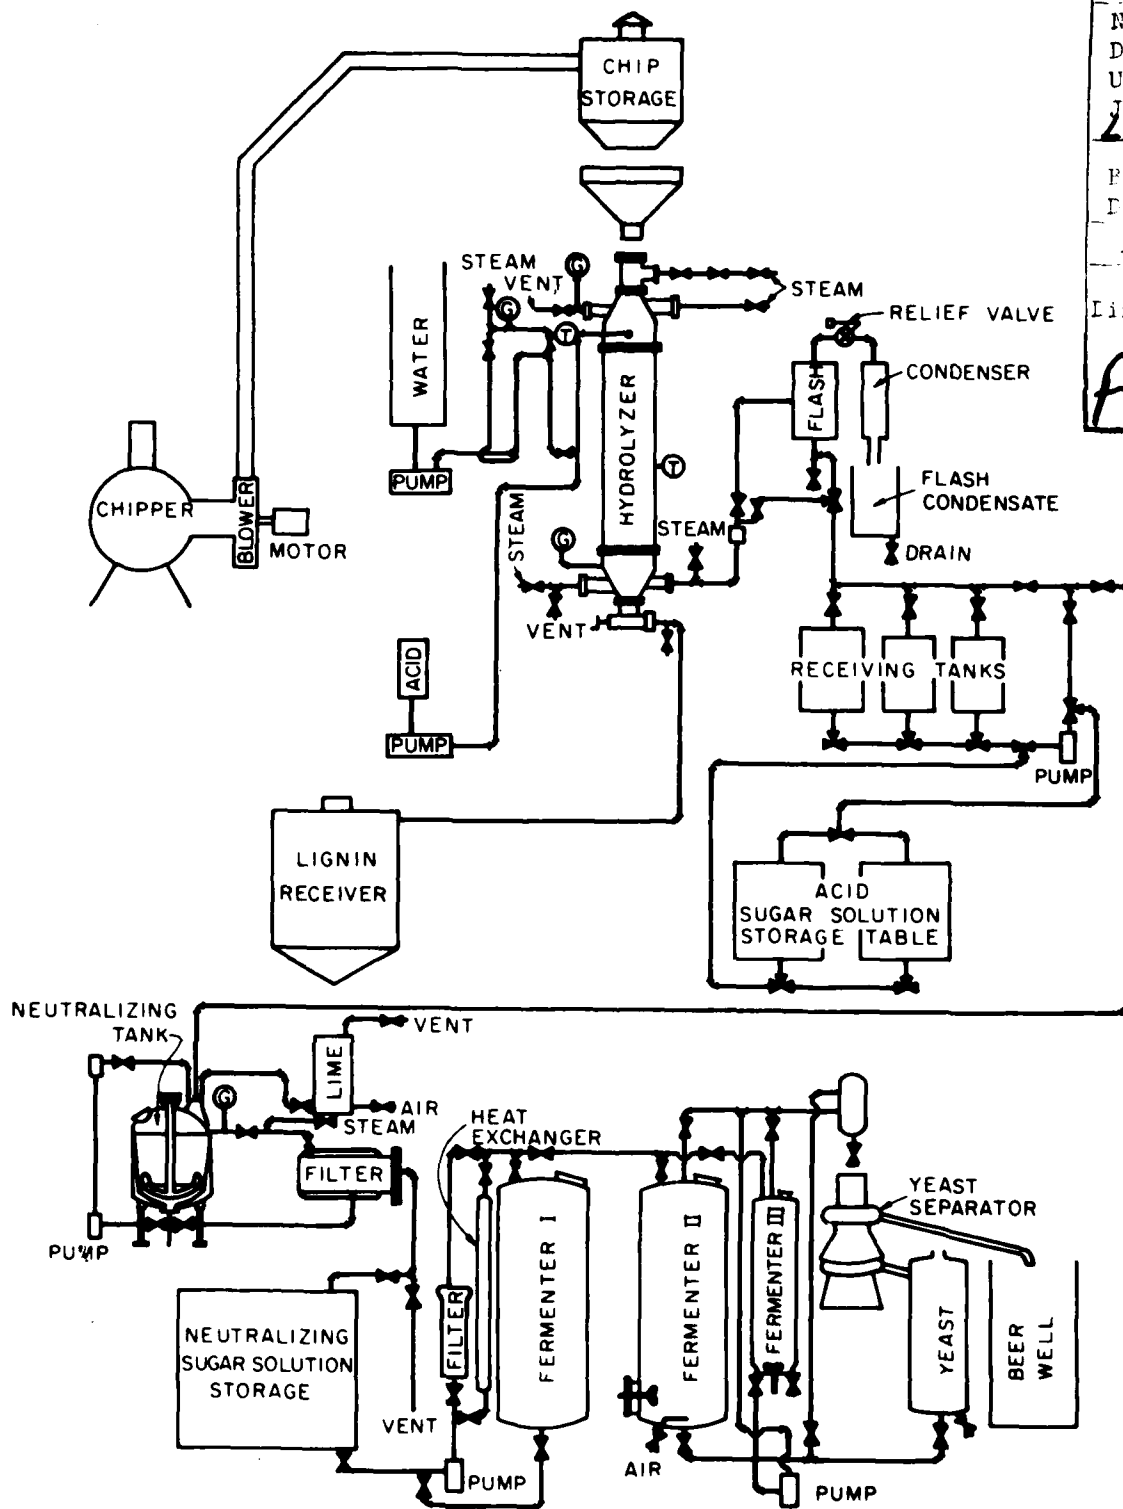 CHIP
STORAGE
STEAM
VENT
G
G
T
STEAM
RELIEF VALVE
CONDENSER
WATER
FLASH
HYDROLYZER
T
CHIPPER
BLOWER
MOTOR
PUMP
STEAM
G
STEAM
FLASH
CONDENSATE
DRAIN
VENT
ACID
PUMP
RECEIVING TANKS
PUMP
LIGNIN
RECEIVER
ACID
SUGAR SOLUTION
STORAGE TABLE
NEUTRALIZING
TANK
VENT
LIME
G
AIR
STEAM
HEAT
EXCHANGER
FILTER
PUMP
YEAST
SEPARATOR
FERMENTER I
FERMENTER II
FERMENTER III
FILTER
NEUTRALIZING
SUGAR SOLUTION
STORAGE
YEAST
BEER
WELL
VENT
PUMP
AIR
PUMP